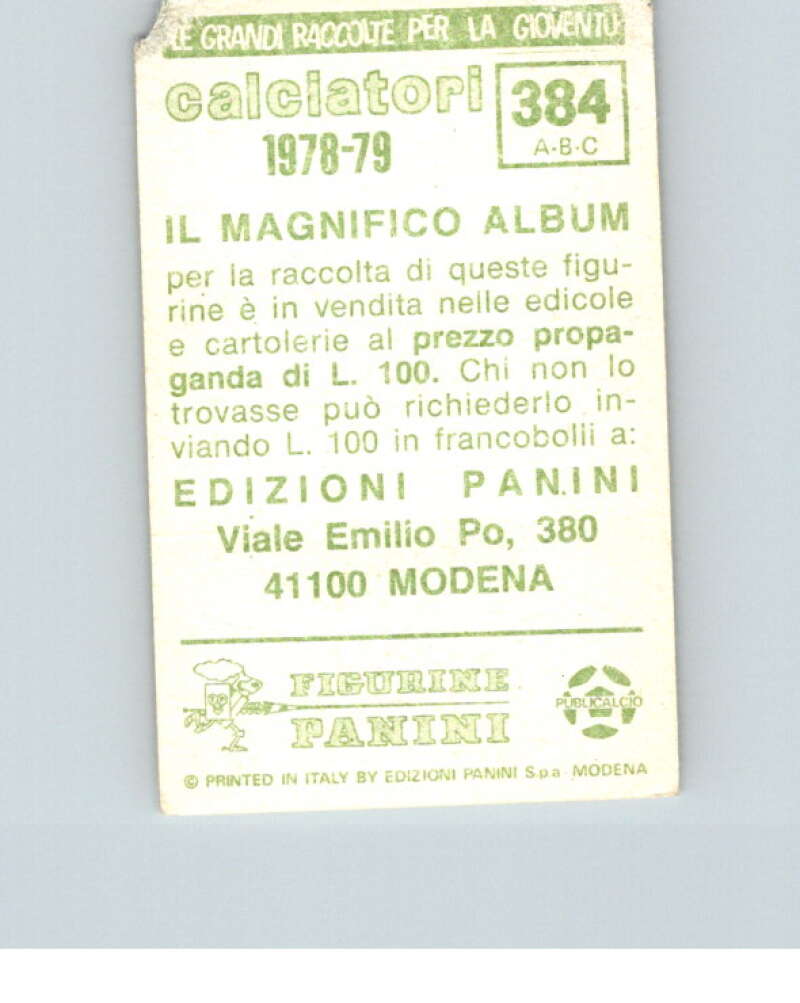 LE GRANDI RACCOLTE PER LA GIOVENTÙ
calciatori
1978-79
384
A-B-C
IL MAGNIFICO ALBUM
per la raccolta di queste figu-
rine è in vendita nelle edicole
e cartolerie al prezzo propa-
ganda di L. 100. Chi non lo
trovasse può richiederlo in-
viando L. 100 in francobolli a:
EDIZIONI PANINI
Viale Emilio Po, 380
41100 MODENA
FIGURINE
PANINI
PUBLICALCIO
© PRINTED IN ITALY BY EDIZIONI PANINI S.p.a. MODENA